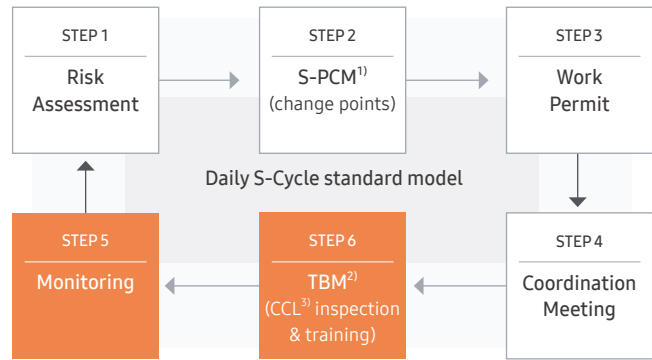 STEP 1
Risk
Assessment
STEP 2
S-PCM1)
(change points)
STEP 3
Work
Permit
Daily S-Cycle standard model
STEP 5
Monitoring
STEP 6
TBM2)
(CCL3) inspection
& training)
STEP 4
Coordination
Meeting